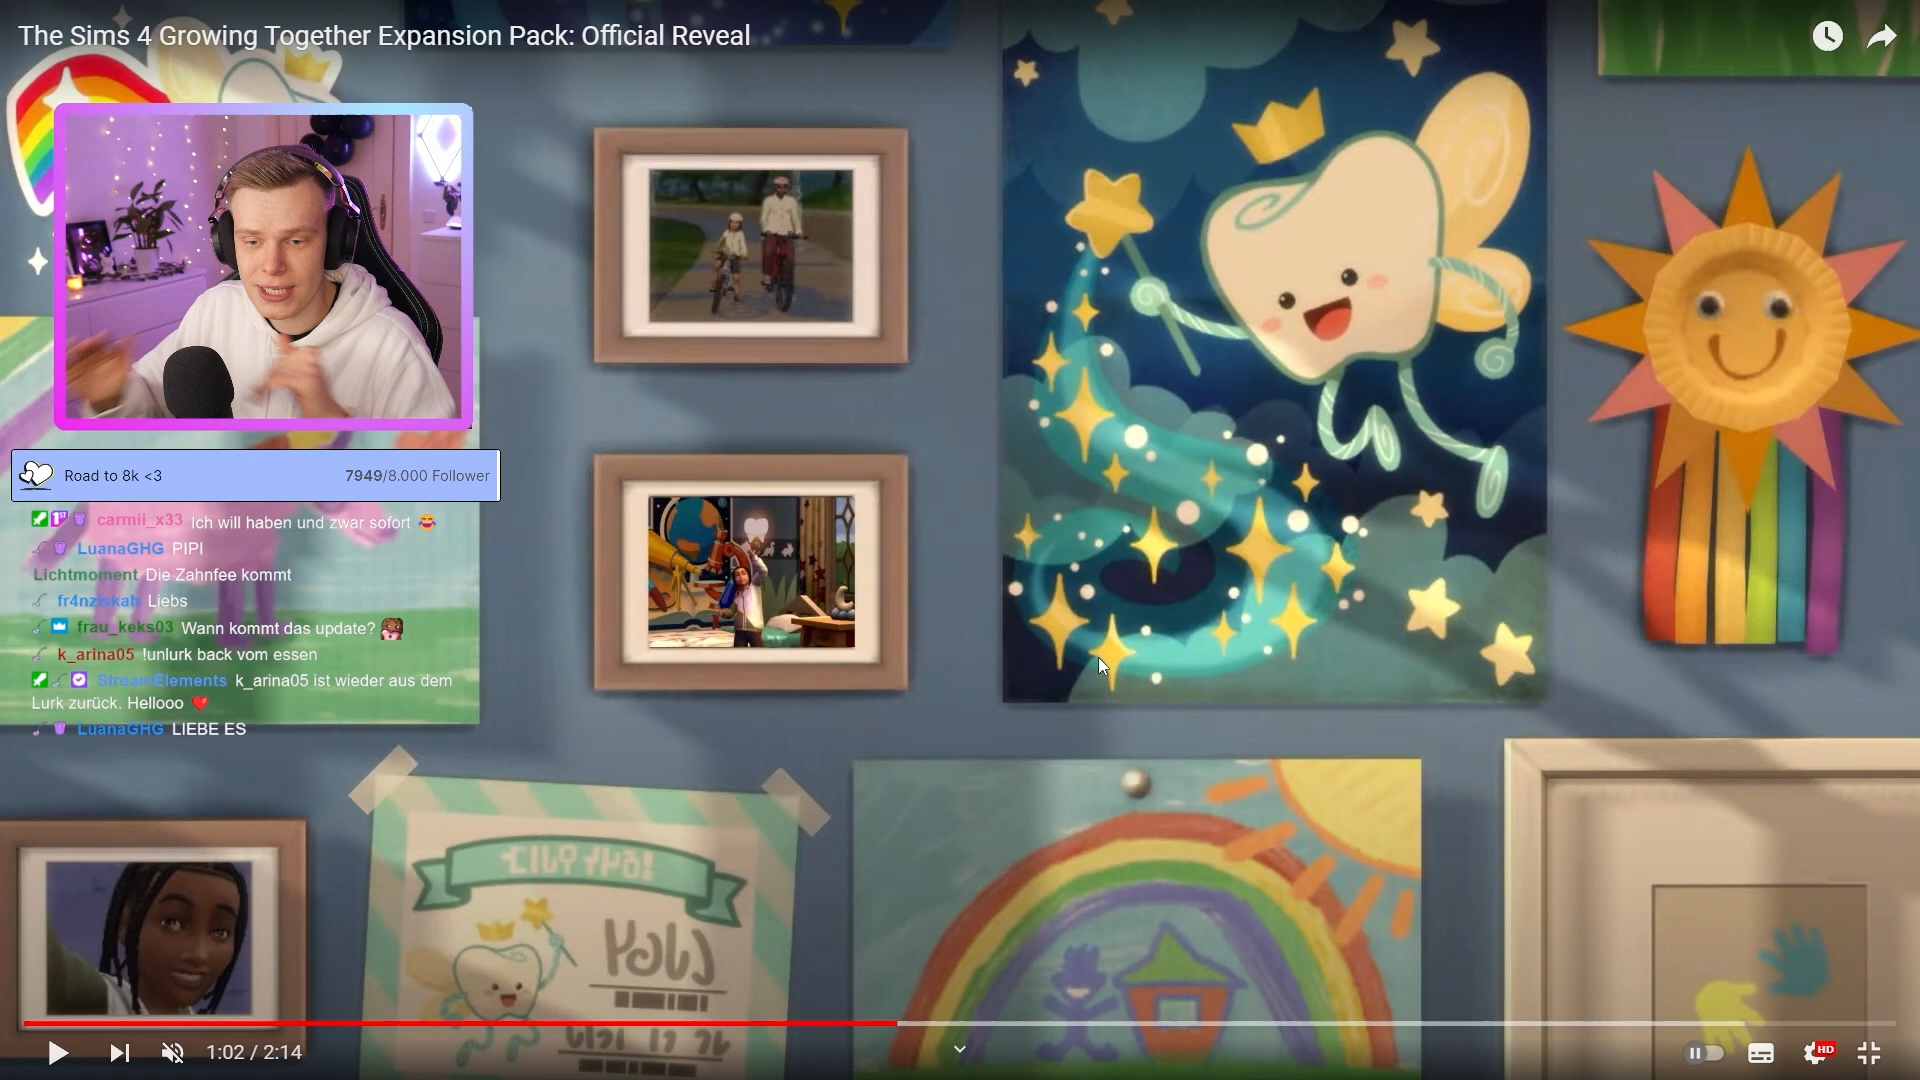 The Sims 4 Growing Together Expansion Pack: Official Reveal
Road to 8k <3 7949/8.000 Follower
carmii_x33 Ich will haben und zwar sofort 😂
LuanaGHG PIPI
Lichtmoment Die Zahnfee kommt
fr4nziskah Liebs
frau_keks03 Wann kommt das update?
k_arina05 !unlurk back vom essen
StreamElements k_arina05 ist wieder aus dem
Lurk zurück. Hellooo ❤️
LuanaGHG LIEBE ES
1:02 / 2:14
HD